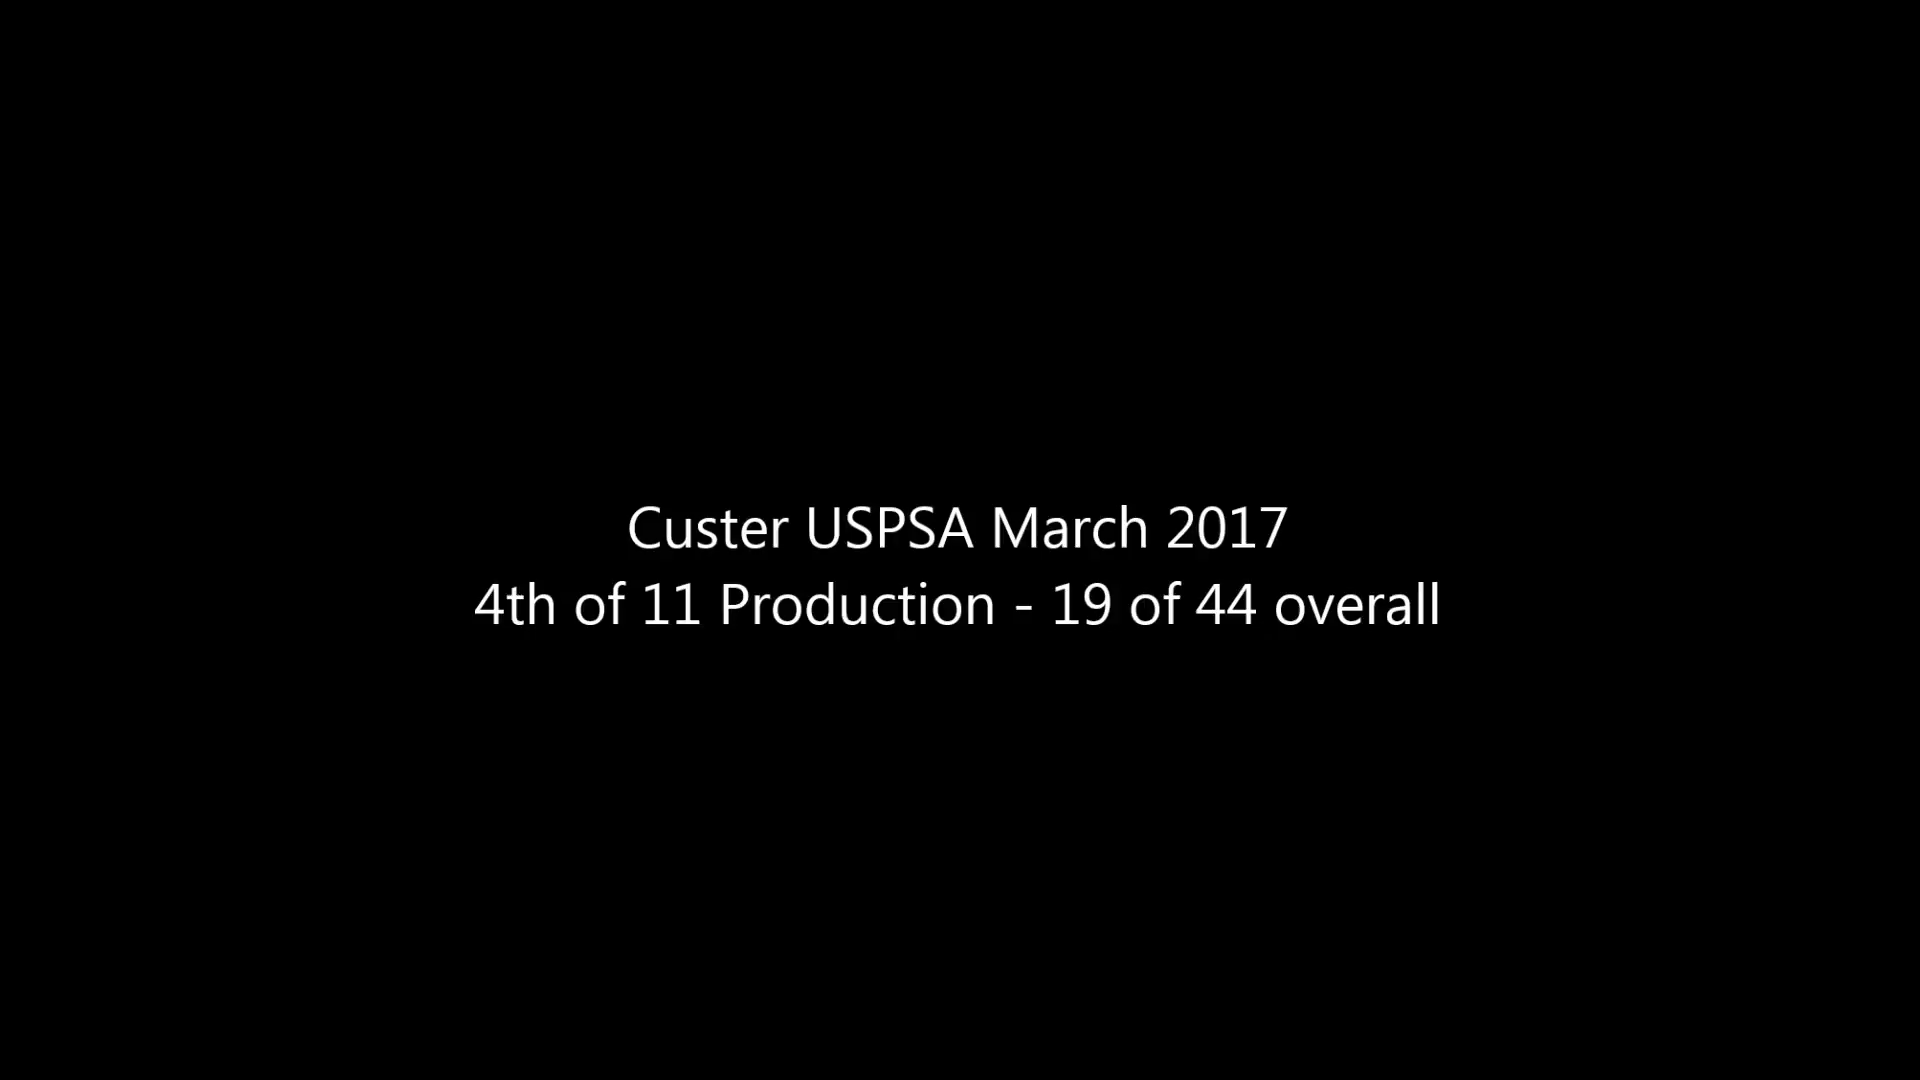 Custer USPSA March 2017
4th of 11 Production - 19 of 44 overall